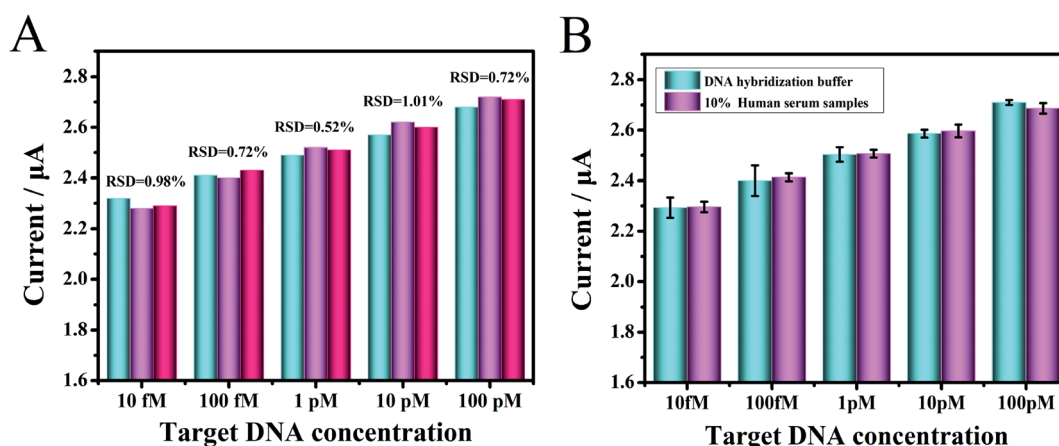 A
Current / μA
2.8
2.6
2.4
2.2
2.0
1.8
1.6
RSD=0.98%
RSD=0.72%
RSD=0.52%
RSD=1.01%
RSD=0.72%
10 fM 100 fM 1 pM 10 pM 100 pM
Target DNA concentration
B
Current / μA
2.8
2.6
2.4
2.2
2.0
1.8
1.6
DNA hybridization buffer
10% Human serum samples
10fM 100fM 1pM 10pM 100pM
Target DNA concentration